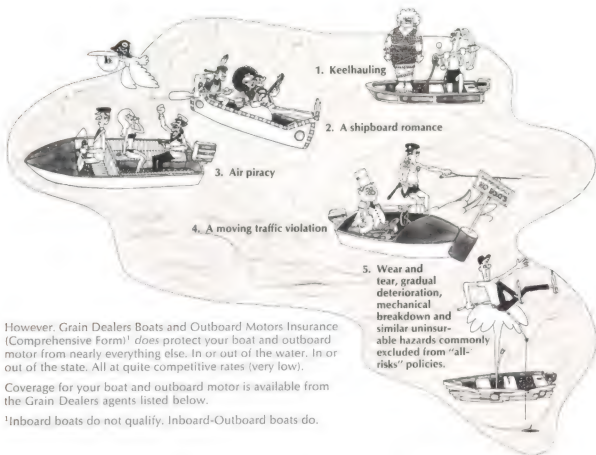 1. Keelhauling
2. A shipboard romance
3. Air piracy
4. A moving traffic violation
5. Wear and
tear, gradual
deterioration,
mechanical
breakdown and
similar uninsur-
able hazards commonly
excluded from "all-
risks" policies.
However, Grain Dealers Boats and Outboard Motors Insurance
(Comprehensive Form)¹ does protect your boat and outboard
motor from nearly everything else. In or out of the water. In or
out of the state. All at quite competitive rates (very low).
Coverage for your boat and outboard motor is available from
the Grain Dealers agents listed below.
¹Inboard boats do not qualify. Inboard-Outboard boats do.